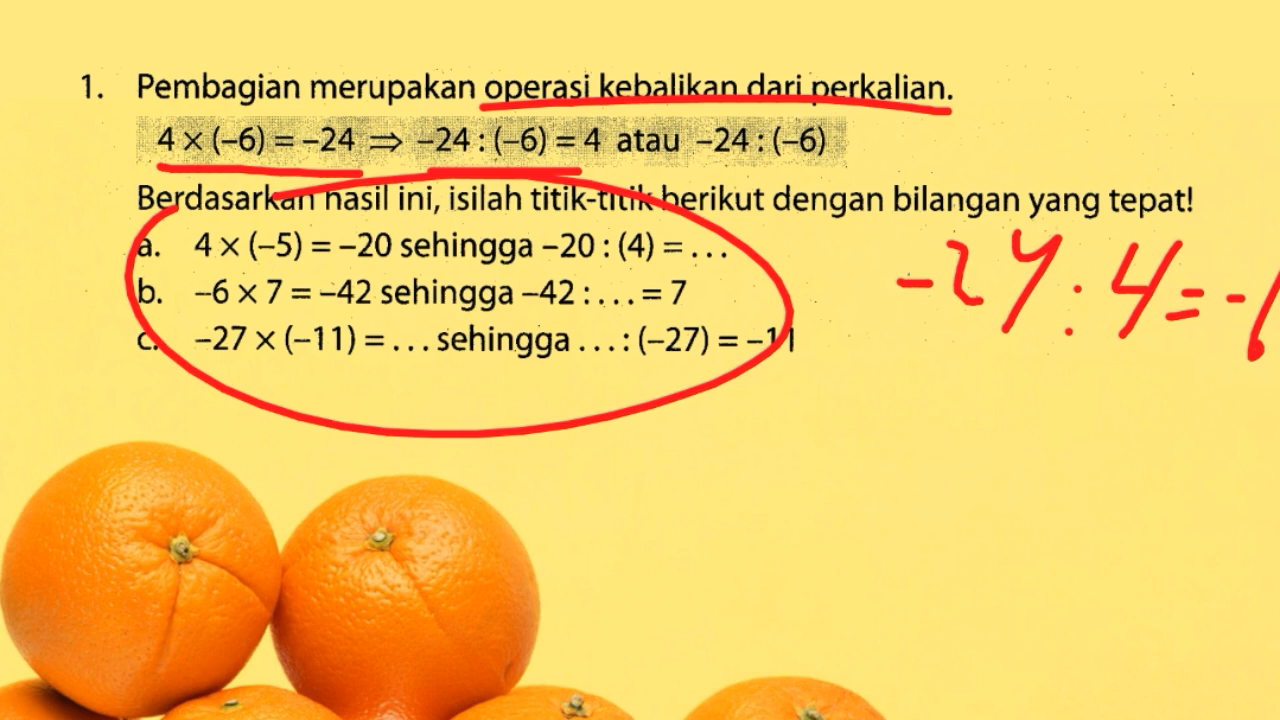 1. Pembagian merupakan operasi kebalikan dari perkalian.
4 × (–6) = –24 ⇒ –24 : (–6) = 4 atau –24 : (–6)
Berdasarkan hasil ini, isilah titik-titik berikut dengan bilangan yang tepat!
a. 4 × (–5) = –20 sehingga –20 : (4) = ...
b. –6 × 7 = –42 sehingga –42 : ... = 7
c. –27 × (–11) = ... sehingga ... : (–27) = –11
-24 : 4 = -